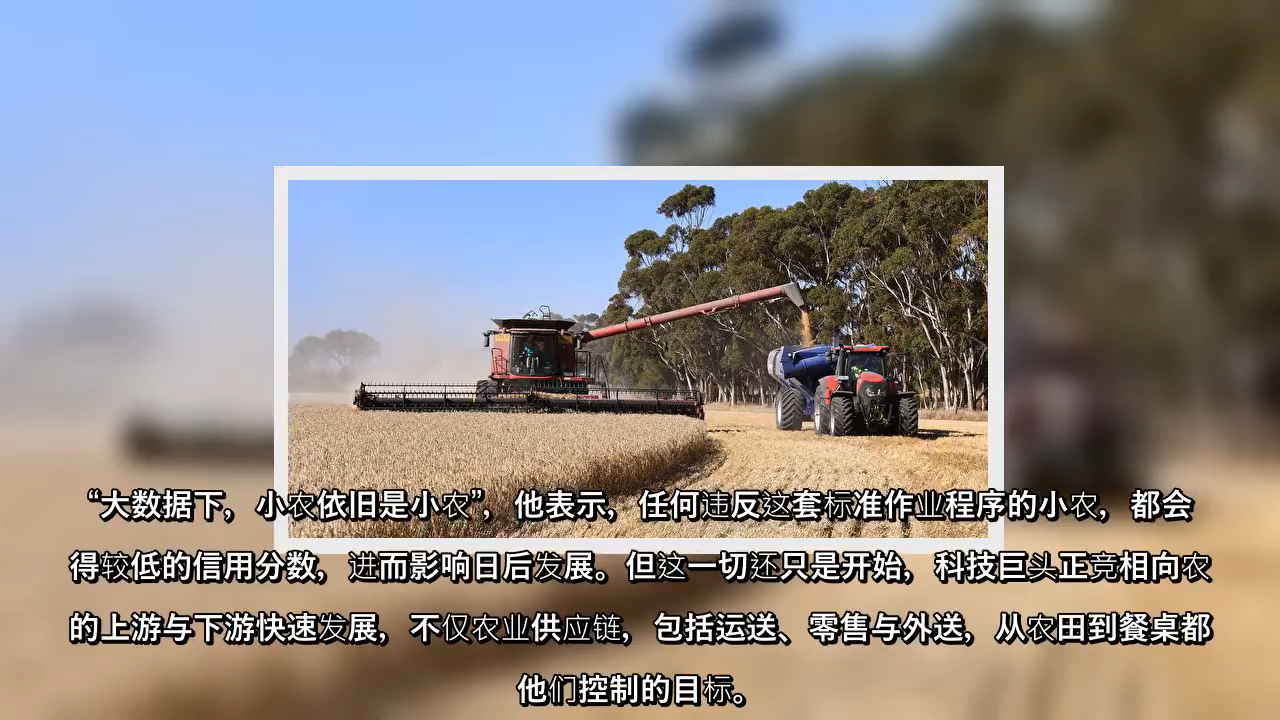 “大数据下，小农依旧是小农”，他表示，任何违反这套标准作业程序的小农，都会
得较低的信用分数，进而影响日后发展。但这一切还只是开始，科技巨头正竞相向农
的上游与下游快速发展，不仅农业供应链，包括运送、零售与外送，从农田到餐桌都
他们控制的目标。